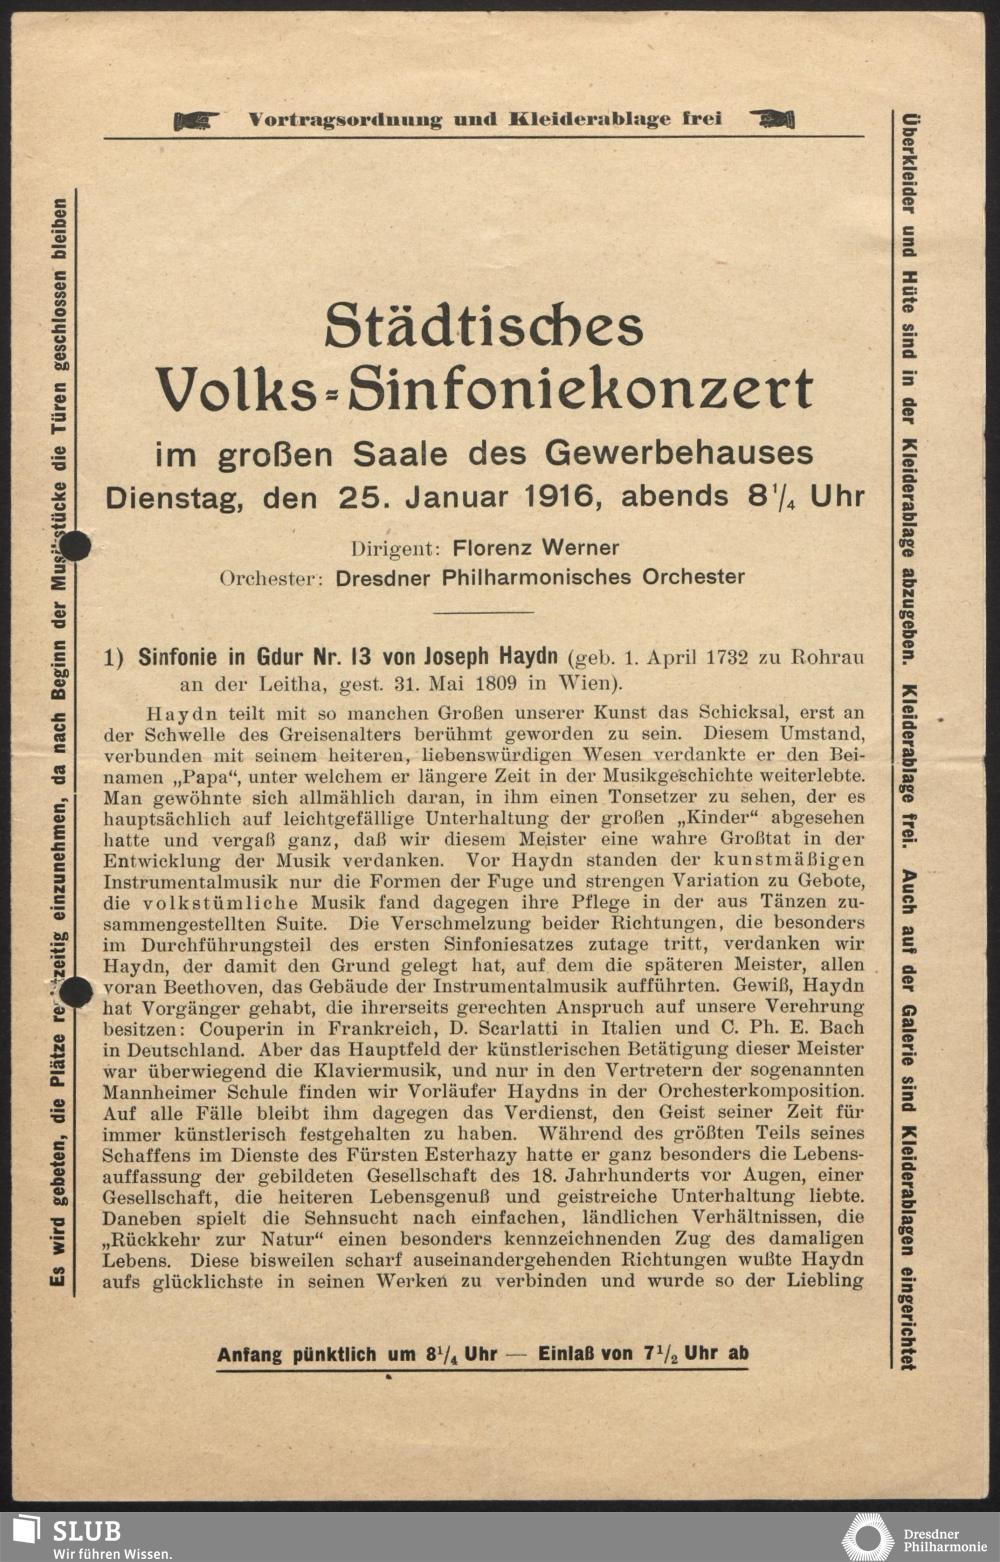 Vortragsordnung und Kleiderablage frei
Es wird gebeten, die Plätze zeitig einzunehmen, da nach Beginn der die Türen geschlossen bleiben
Überkleider und Hüte sind in der Kleiderablage abzugeben. Kleiderablage frei. Auch auf der Galerie sind Kleiderablagen eingerichtet
Städtisches
Volks-Sinfoniekonzert
im großen Saale des Gewerbehauses
Dienstag, den 25. Januar 1916, abends 8¼ Uhr
Dirigent: Florenz Werner
Orchester: Dresdner Philharmonisches Orchester
1) Sinfonie in Gdur Nr. 13 von Joseph Haydn (geb. 1. April 1732 zu Rohrau
an der Leitha, gest. 31. Mai 1809 in Wien).
Haydn teilt mit so manchen Großen unserer Kunst das Schicksal, erst an
der Schwelle des Greisenalters berühmt geworden zu sein. Diesem Umstand,
verbunden mit seinem heiteren, liebenswürdigen Wesen verdankte er den Bei-
namen „Papa“, unter welchem er längere Zeit in der Musikgeschichte weiterlebte.
Man gewöhnte sich allmählich daran, in ihm einen Tonsetzer zu sehen, der es
hauptsächlich auf leichtgefällige Unterhaltung der großen „Kinder“ abgesehen
hatte und vergaß ganz, daß wir diesem Meister eine wahre Großtat in der
Entwicklung der Musik verdanken. Vor Haydn standen der kunstmäßigen
Instrumentalmusik nur die Formen der Fuge und strengen Variation zu Gebote,
die volkstümliche Musik fand dagegen ihre Pflege in der aus Tänzen zu-
sammengestellten Suite. Die Verschmelzung beider Richtungen, die besonders
im Durchführungsteil des ersten Sinfoniesatzes zutage tritt, verdanken wir
Haydn, der damit den Grund gelegt hat, auf dem die späteren Meister, allen
voran Beethoven, das Gebäude der Instrumentalmusik aufführten. Gewiß, Haydn
hat Vorgänger gehabt, die ihrerseits gerechten Anspruch auf unsere Verehrung
besitzen: Couperin in Frankreich, D. Scarlatti in Italien und C. Ph. E. Bach
in Deutschland. Aber das Hauptfeld der künstlerischen Betätigung dieser Meister
war überwiegend die Klaviermusik, und nur in den Vertretern der sogenannten
Mannheimer Schule finden wir Vorläufer Haydns in der Orchesterkomposition.
Auf alle Fälle bleibt ihm dagegen das Verdienst, den Geist seiner Zeit für
immer künstlerisch festgehalten zu haben. Während des größten Teils seines
Schaffens im Dienste des Fürsten Esterhazy hatte er ganz besonders die Lebens-
auffassung der gebildeten Gesellschaft des 18. Jahrhunderts vor Augen, einer
Gesellschaft, die heiteren Lebensgenuß und geistreiche Unterhaltung liebte.
Daneben spielt die Sehnsucht nach einfachen, ländlichen Verhältnissen, die
„Rückkehr zur Natur“ einen besonders kennzeichnenden Zug des damaligen
Lebens. Diese bisweilen scharf auseinandergehenden Richtungen wußte Haydn
aufs glücklichste in seinen Werken zu verbinden und wurde so der Liebling
Anfang pünktlich um 8¼ Uhr — Einlaß von 7½ Uhr ab
SLUB
Wir führen Wissen.
Dresdner
Philharmonie